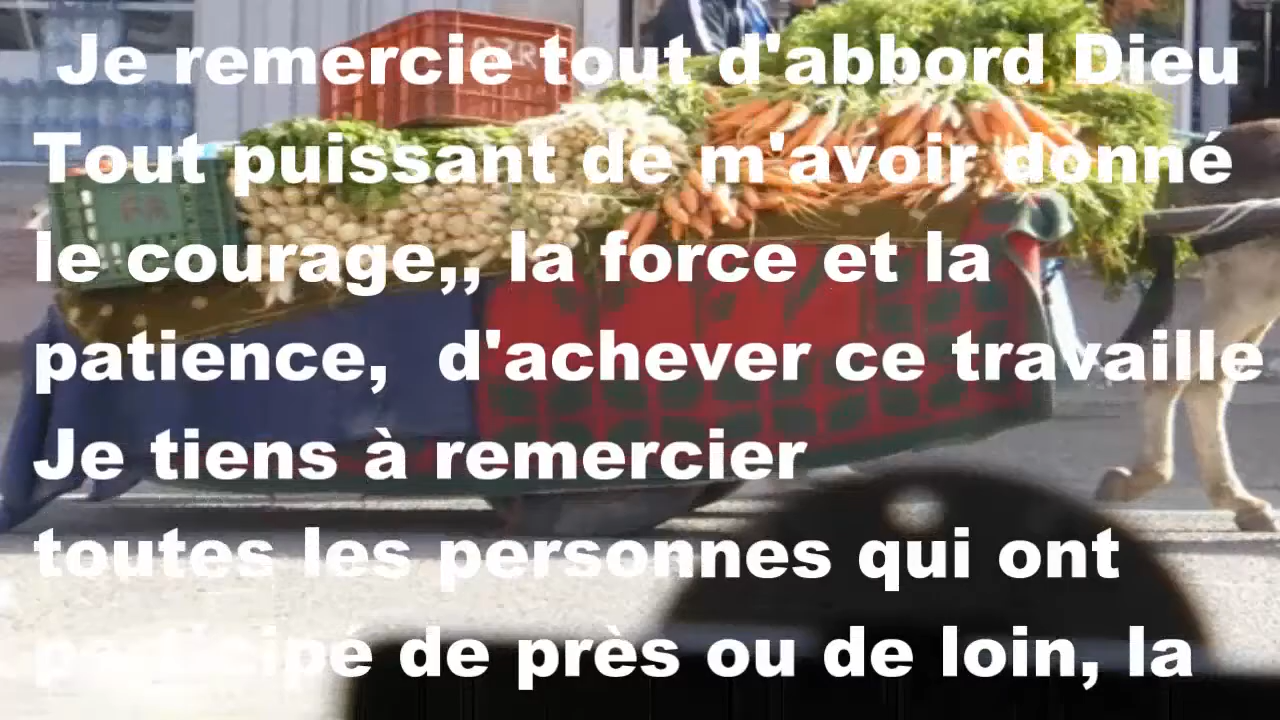 Je remercie tout d'abbord Dieu
Tout puissant de m'avoir donné
le courage,, la force et la
patience, d'achever ce travaille
Je tiens à remercier
toutes les personnes qui ont
participé de près ou de loin, la